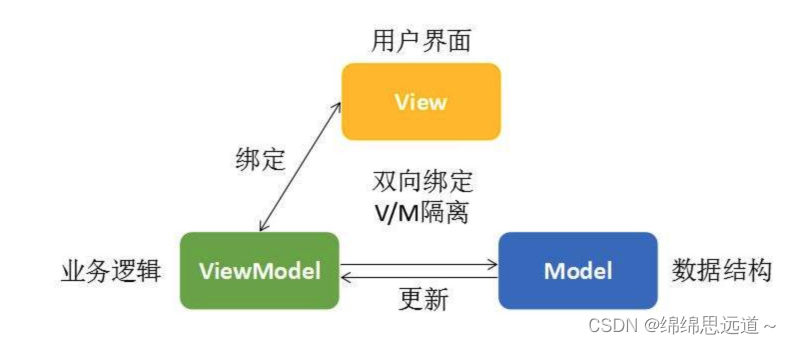 用户界面
View
绑定
双向绑定
V/M隔离
业务逻辑
ViewModel
Model
数据结构
更新
CSDN @绵绵思远道～